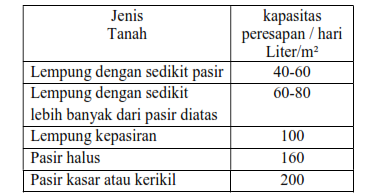 Jenis
Tanah
kapasitas
peresapan / hari
Liter/m²
Lempung dengan sedikit pasir 40-60
Lempung dengan sedikit 60-80
lebih banyak dari pasir diatas
Lempung kepasiran 100
Pasir halus 160
Pasir kasar atau kerikil 200